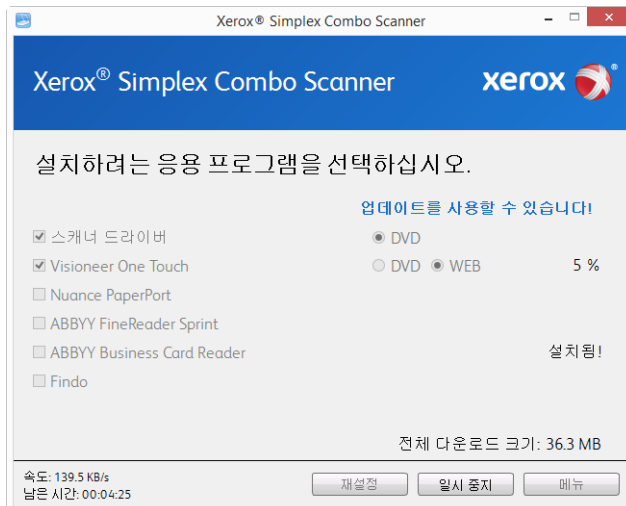 Xerox® Simplex Combo Scanner
Xerox® Simplex Combo Scanner
xerox®
설치하려는 응용 프로그램을 선택하십시오.
업데이트를 사용할 수 있습니다!
스캐너 드라이버 DVD
Visioneer One Touch DVD WEB 5 %
Nuance PaperPort
ABBYY FineReader Sprint
ABBYY Business Card Reader 설치됨!
Findo
전체 다운로드 크기: 36.3 MB
속도: 139.5 KB/s
남은 시간: 00:04:25
재설정 일시 중지 메뉴